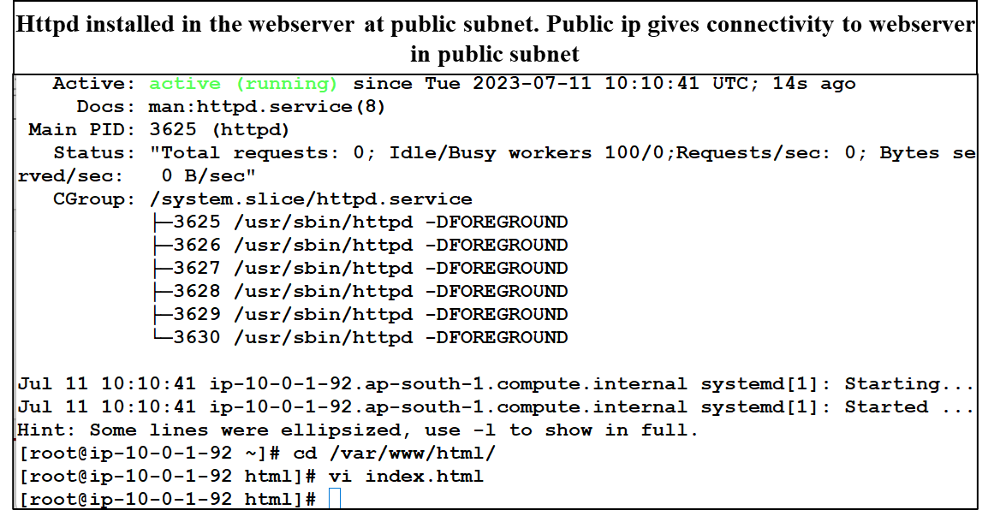 Httpd installed in the webserver at public subnet. Public ip gives connectivity to webserver
in public subnet
Active: active (running) since Tue 2023-07-11 10:10:41 UTC; 14s ago
Docs: man:httpd.service(8)
Main PID: 3625 (httpd)
Status: "Total requests: 0; Idle/Busy workers 100/0;Requests/sec: 0; Bytes se
rved/sec:   0 B/sec"
CGroup: /system.slice/httpd.service
├─3625 /usr/sbin/httpd -DFOREGROUND
├─3626 /usr/sbin/httpd -DFOREGROUND
├─3627 /usr/sbin/httpd -DFOREGROUND
├─3628 /usr/sbin/httpd -DFOREGROUND
├─3629 /usr/sbin/httpd -DFOREGROUND
└─3630 /usr/sbin/httpd -DFOREGROUND
Jul 11 10:10:41 ip-10-0-1-92.ap-south-1.compute.internal systemd[1]: Starting...
Jul 11 10:10:41 ip-10-0-1-92.ap-south-1.compute.internal systemd[1]: Started ...
Hint: Some lines were ellipsized, use -l to show in full.
[root@ip-10-0-1-92 ~]# cd /var/www/html/
[root@ip-10-0-1-92 html]# vi index.html
[root@ip-10-0-1-92 html]#